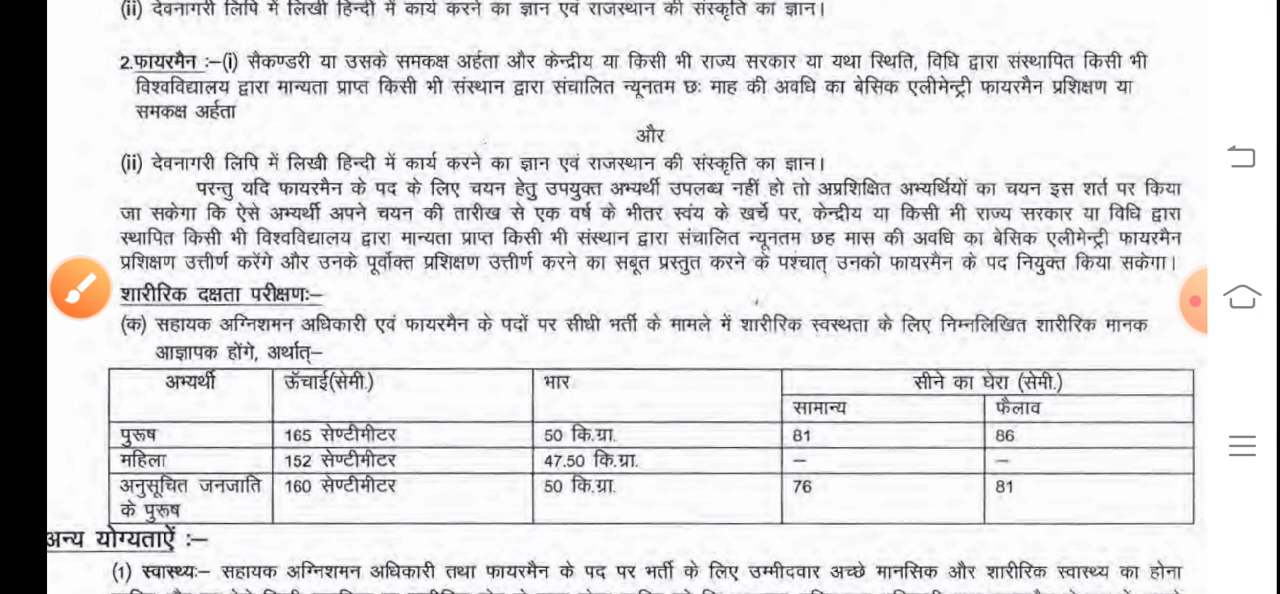 (ii) देवनागरी लिपि में लिखी हिन्दी में कार्य करने का ज्ञान एवं राजस्थान की संस्कृति का ज्ञान।
2.फायरमैन :–(i) सैकण्डरी या उसके समकक्ष अर्हता और केन्द्रीय या किसी भी राज्य सरकार या यथा स्थिति, विधि द्वारा संस्थापित किसी भी
विश्वविद्यालय द्वारा मान्यता प्राप्त किसी भी संस्थान द्वारा संचालित न्यूनतम छः माह की अवधि का बेसिक एलीमेन्ट्री फायरमैन प्रशिक्षण या
समकक्ष अर्हता
और
(ii) देवनागरी लिपि में लिखी हिन्दी में कार्य करने का ज्ञान एवं राजस्थान की संस्कृति का ज्ञान।
परन्तु यदि फायरमैन के पद के लिए चयन हेतु उपयुक्त अभ्यर्थी उपलब्ध नहीं हो तो अप्रशिक्षित अभ्यर्थियों का चयन इस शर्त पर किया
जा सकेगा कि ऐसे अभ्यर्थी अपने चयन की तारीख से एक वर्ष के भीतर स्वंय के खर्चे पर, केन्द्रीय या किसी भी राज्य सरकार या विधि द्वारा
स्थापित किसी भी विश्वविद्यालय द्वारा मान्यता प्राप्त किसी भी संस्थान द्वारा संचालित न्यूनतम छह मास की अवधि का बेसिक एलीमेन्ट्री फायरमैन
प्रशिक्षण उत्तीर्ण करेंगे और उनके पूर्वोक्त प्रशिक्षण उत्तीर्ण करने का सबूत प्रस्तुत करने के पश्चात् उनको फायरमैन के पद नियुक्त किया सकेगा।
शारीरिक दक्षता परीक्षणः–
(क) सहायक अग्निशमन अधिकारी एवं फायरमैन के पदों पर सीधी भर्ती के मामले में शारीरिक स्वस्थता के लिए निम्नलिखित शारीरिक मानक
आज्ञापक होंगे, अर्थात्–
अभ्यर्थी ऊँचाई(सेमी.) भार सीने का घेरा (सेमी.)
सामान्य फैलाव
पुरूष 165 सेण्टीमीटर 50 कि.ग्रा. 81 86
महिला 152 सेण्टीमीटर 47.50 कि.ग्रा. – –
अनुसूचित जनजाति 160 सेण्टीमीटर 50 कि.ग्रा. 76 81
के पुरूष
अन्य योग्यताऐं :–
(1) स्वास्थ्यः– सहायक अग्निशमन अधिकारी तथा फायरमैन के पद पर भर्ती के लिए उम्मीदवार अच्छे मानसिक और शारीरिक स्वास्थ्य का होना